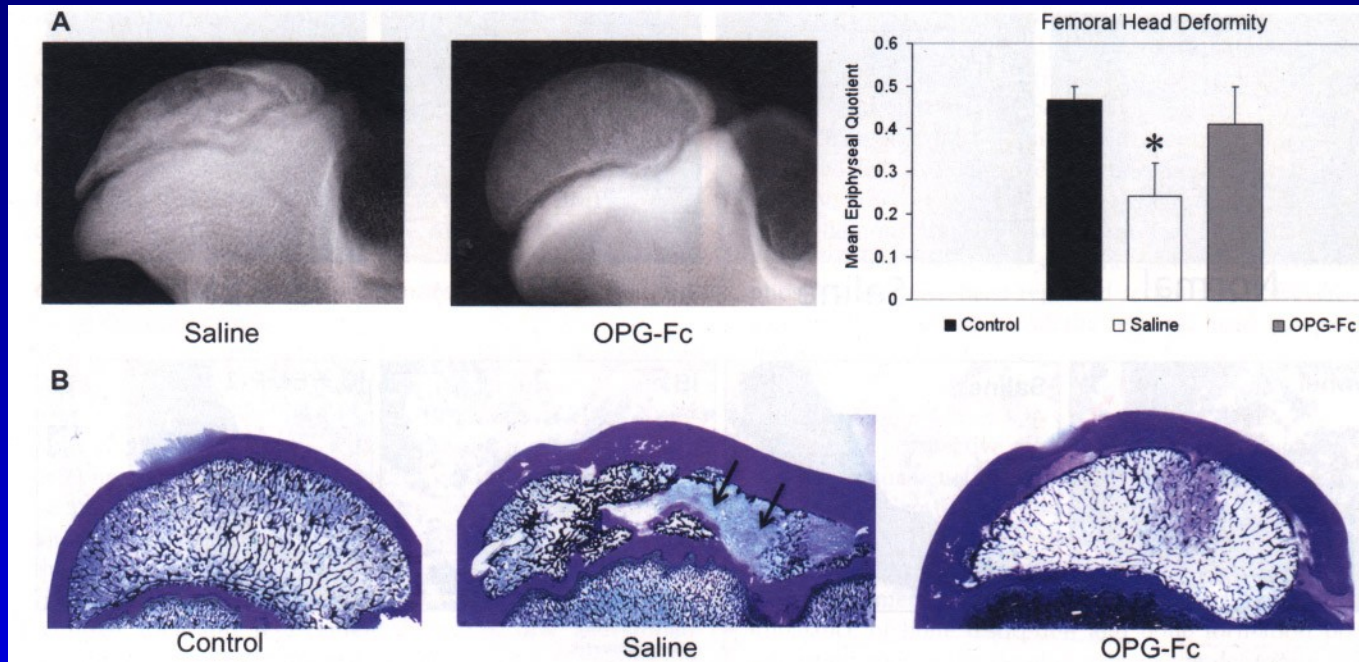 A
Femoral Head Deformity
Mean Epiphyseal Quotient
0.6
0.5
0.4
0.3
0.2
0.1
0
*
Control Saline OPG-Fc
Saline OPG-Fc
B
Control Saline OPG-Fc